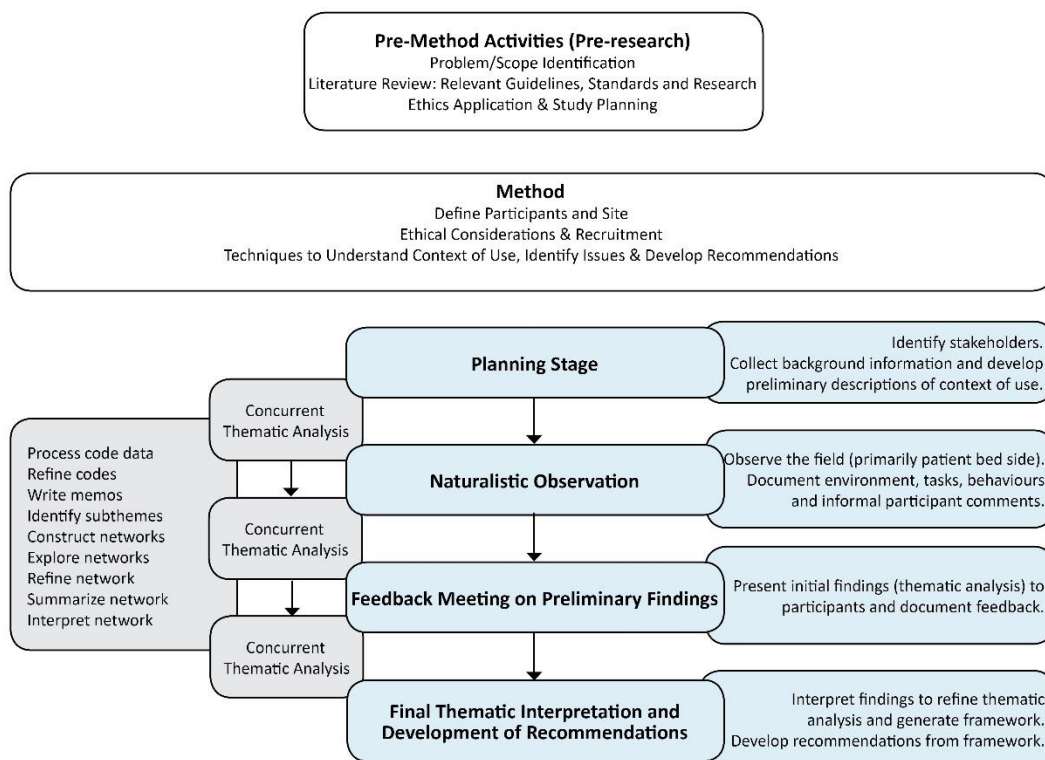 Pre-Method Activities (Pre-research)
Problem/Scope Identification
Literature Review: Relevant Guidelines, Standards and Research
Ethics Application & Study Planning
Method
Define Participants and Site
Ethical Considerations & Recruitment
Techniques to Understand Context of Use, Identify Issues & Develop Recommendations
Planning Stage
Identify stakeholders.
Collect background information and develop
preliminary descriptions of context of use.
Concurrent
Thematic Analysis
Process code data
Refine codes
Write memos
Identify subthemes
Construct networks
Explore networks
Refine network
Summarize network
Interpret network
Naturalistic Observation
Observe the field (primarily patient bed side).
Document environment, tasks, behaviours
and informal participant comments.
Concurrent
Thematic Analysis
Feedback Meeting on Preliminary Findings
Present initial findings (thematic analysis) to
participants and document feedback.
Concurrent
Thematic Analysis
Final Thematic Interpretation and
Development of Recommendations
Interpret findings to refine thematic
analysis and generate framework.
Develop recommendations from framework.